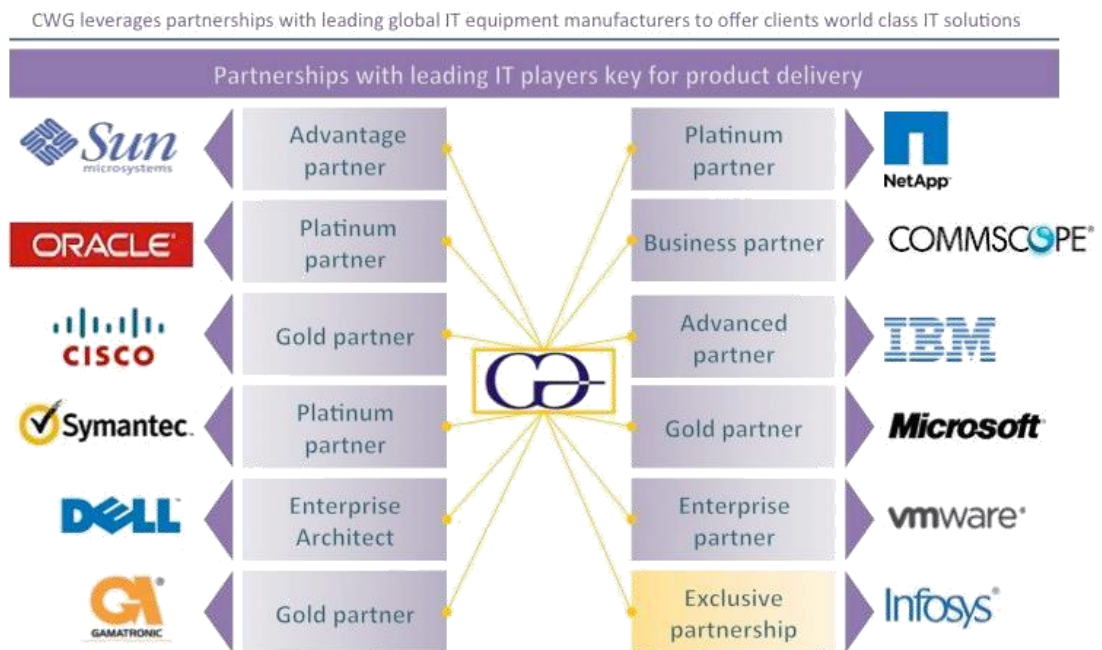 CWG leverages partnerships with leading global IT equipment manufacturers to offer clients world class IT solutions
Partnerships with leading IT players key for product delivery
Sun
microsystems
Advantage
partner
Platinum
partner
NetApp
ORACLE®
Platinum
partner
Business partner
COMMSCOPE®
CISCO
Gold partner
Advanced
partner
IBM
Symantec.
Platinum
partner
Gold partner
Microsoft
DELL
Enterprise
Architect
Enterprise
partner
vmware®
GA®
GAMATRONIC
Gold partner
Exclusive
partnership
Infosys®